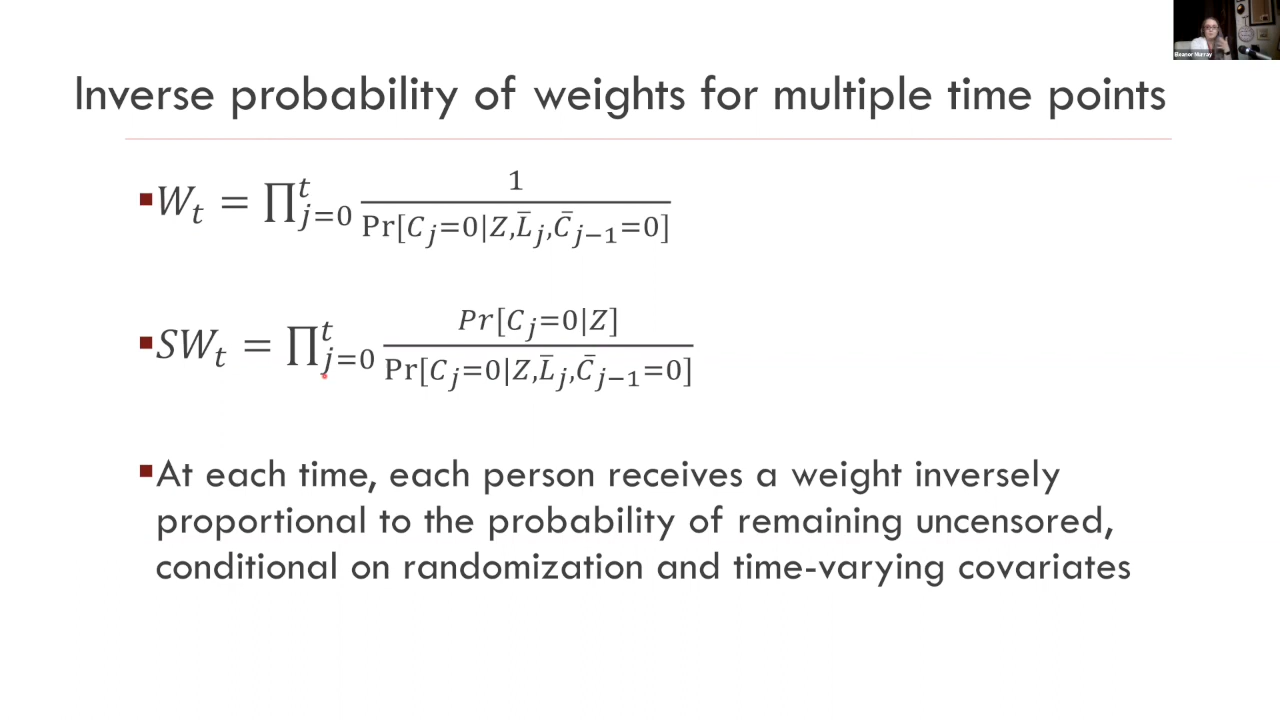 Eleanor Murray
Inverse probability of weights for multiple time points
▪W_t = ∏_{j=0}^{t} 1 / Pr[C_j=0|Z,L̄_j,C̄_{j−1}=0]
▪SW_t = ∏_{j=0}^{t} Pr[C_j=0|Z] / Pr[C_j=0|Z,L̄_j,C̄_{j−1}=0]
▪At each time, each person receives a weight inversely
proportional to the probability of remaining uncensored,
conditional on randomization and time-varying covariates